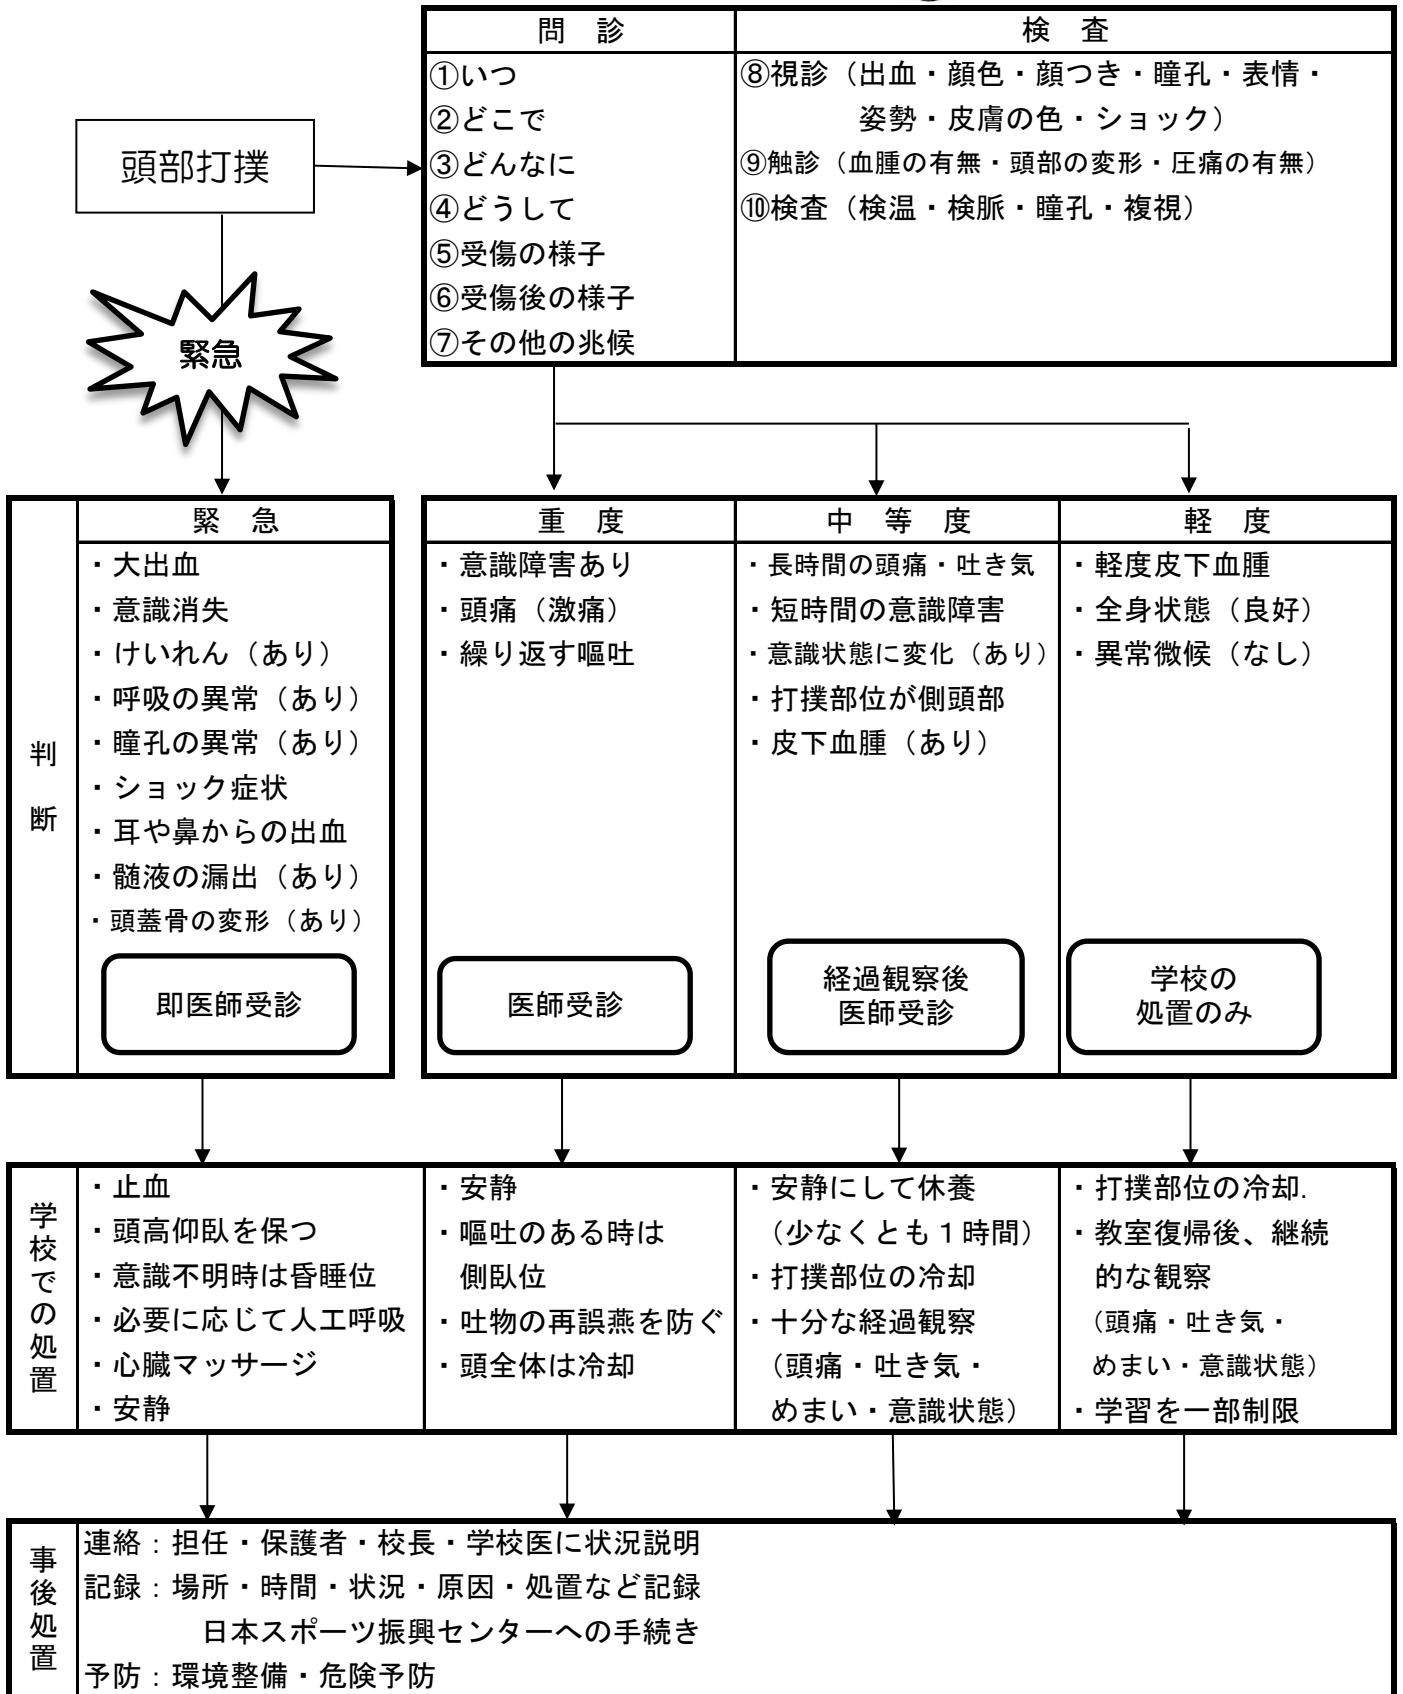 問 診
検 査
①いつ
②どこで
③どんなに
④どうして
⑤受傷の様子
⑥受傷後の様子
⑦その他の兆候
⑧視診（出血・顔色・顔つき・瞳孔・表情・
姿勢・皮膚の色・ショック）
⑨触診（血腫の有無・頭部の変形・圧痛の有無）
⑩検査（検温・検脈・瞳孔・複視）
頭部打撲
緊急
判断
緊 急
・大出血
・意識消失
・けいれん（あり）
・呼吸の異常（あり）
・瞳孔の異常（あり）
・ショック症状
・耳や鼻からの出血
・髄液の漏出（あり）
・頭蓋骨の変形（あり）
即医師受診
重 度
・意識障害あり
・頭痛（激痛）
・繰り返す嘔吐
医師受診
中 等 度
・長時間の頭痛・吐き気
・短時間の意識障害
・意識状態に変化（あり）
・打撲部位が側頭部
・皮下血腫（あり）
経過観察後
医師受診
軽 度
・軽度皮下血腫
・全身状態（良好）
・異常微候（なし）
学校の
処置のみ
学校での処置
・止血
・頭高仰臥を保つ
・意識不明時は昏睡位
・必要に応じて人工呼吸
・心臓マッサージ
・安静
・安静
・嘔吐のある時は
側臥位
・吐物の再誤燕を防ぐ
・頭全体は冷却
・安静にして休養
（少なくとも１時間）
・打撲部位の冷却
・十分な経過観察
（頭痛・吐き気・
めまい・意識状態）
・打撲部位の冷却.
・教室復帰後、継続
的な観察
（頭痛・吐き気・
めまい・意識状態）
・学習を一部制限
事後処置
連絡：担任・保護者・校長・学校医に状況説明
記録：場所・時間・状況・原因・処置など記録
日本スポーツ振興センターへの手続き
予防：環境整備・危険予防